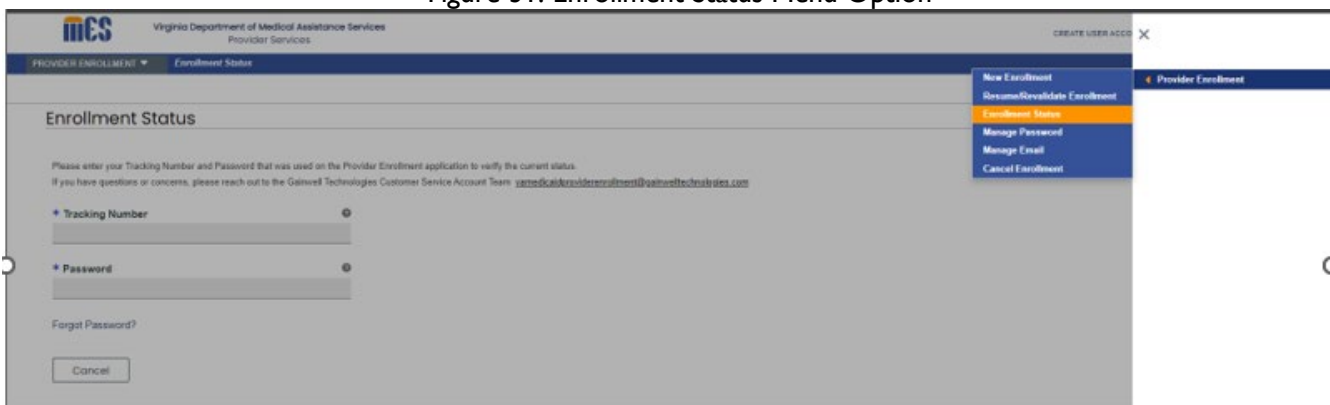 Figure 31: Enrollment Status Menu Option
mES
Virginia Department of Medical Assistance Services
Provider Services
CREATE USER ACCO
PROVIDER ENROLLMENT
Enrollment Status
New Enrollment
Resume/Revalidate Enrollment
Enrollment Status
Manage Password
Manage Email
Cancel Enrollment
Provider Enrollment
Enrollment Status
Please enter your Tracking Number and Password that was used on the Provider Enrollment application to verify the current status.
If you have questions or concerns, please reach out to the Gainwell Technologies Customer Service Account Team vamedicaidproviderenrollment@gainwelltechnologies.com
* Tracking Number
* Password
Forgot Password?
Cancel